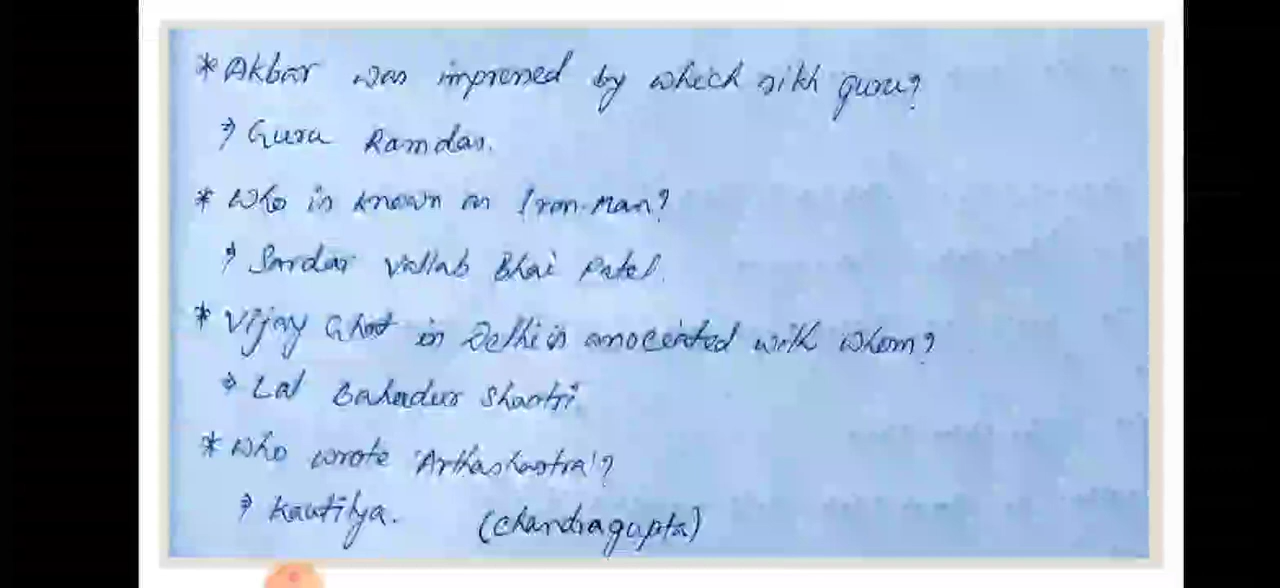 * Akbar was impressed by which sikh guru?
→ Guru Ramdas.
* Who is known as Iron-Man?
→ Sardar Vallab Bhai Patel.
* Vijay Ghat in Delhi is associated with whom?
→ Lal Bahadur Shastri.
* Who wrote 'Arthashastra'?
→ Kautilya. (Chandragupta)